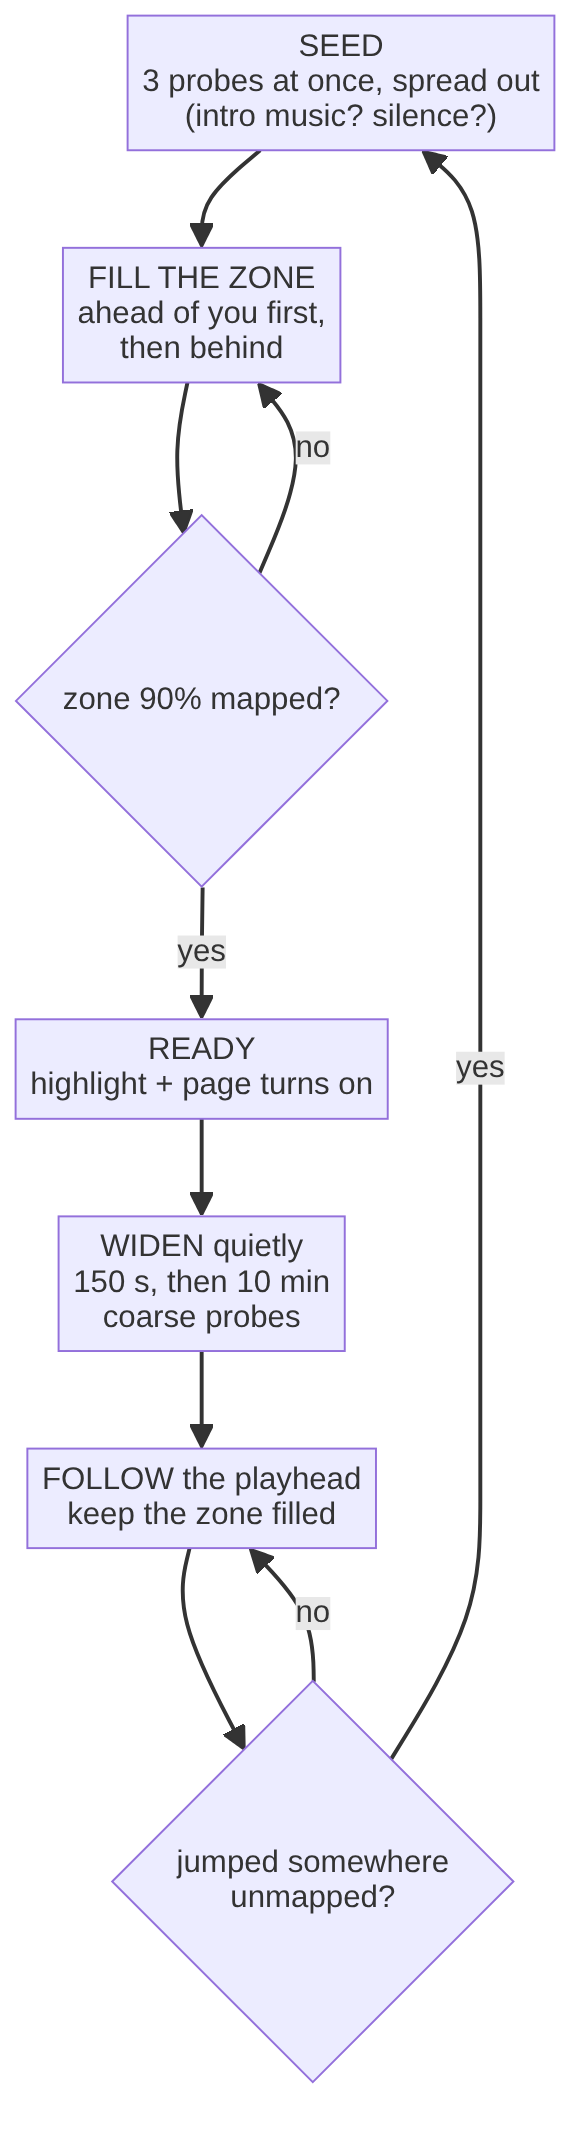 SEED
3 probes at once, spread out
(intro music? silence?)
FILL THE ZONE
ahead of you first,
then behind
no
zone 90% mapped?
yes
READY
highlight + page turns on
yes
WIDEN quietly
150 s, then 10 min
coarse probes
FOLLOW the playhead
keep the zone filled
no
jumped somewhere
unmapped?